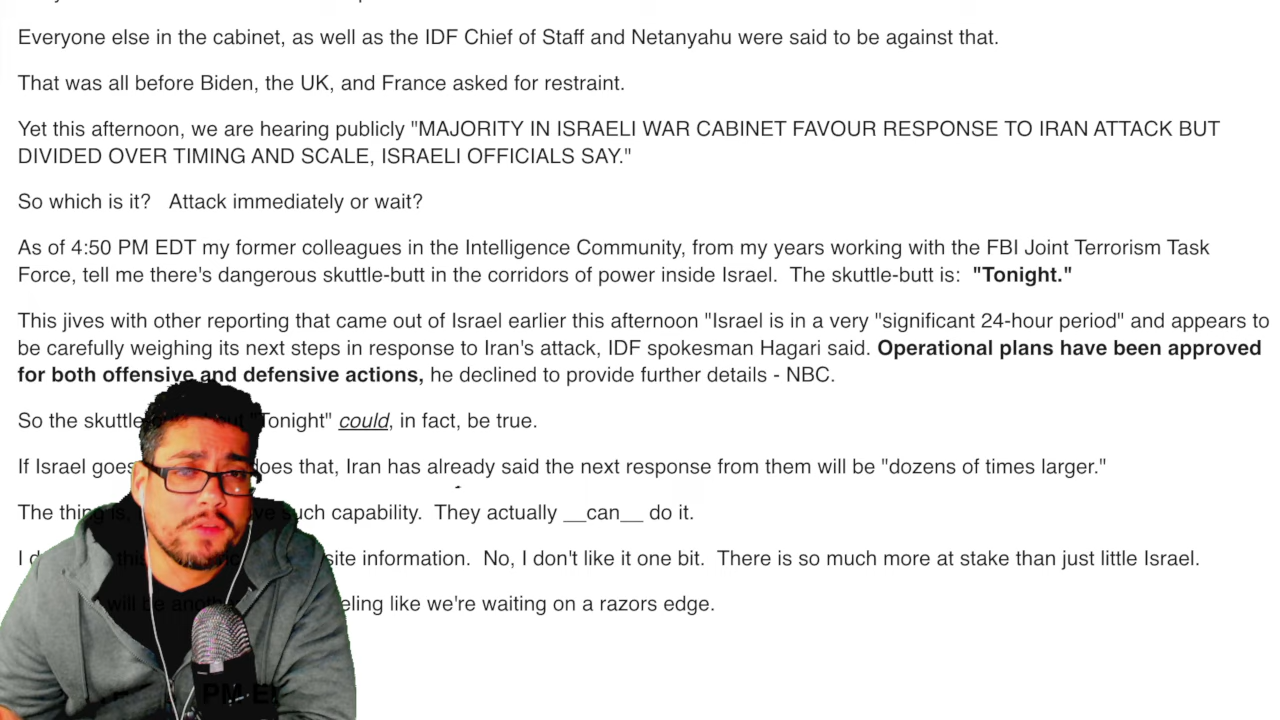 Everyone else in the cabinet, as well as the IDF Chief of Staff and Netanyahu were said to be against that.
That was all before Biden, the UK, and France asked for restraint.
Yet this afternoon, we are hearing publicly "MAJORITY IN ISRAELI WAR CABINET FAVOUR RESPONSE TO IRAN ATTACK BUT
DIVIDED OVER TIMING AND SCALE, ISRAELI OFFICIALS SAY."
So which is it? Attack immediately or wait?
As of 4:50 PM EDT my former colleagues in the Intelligence Community, from my years working with the FBI Joint Terrorism Task
Force, tell me there's dangerous skuttle-butt in the corridors of power inside Israel. The skuttle-butt is: "Tonight."
This jives with other reporting that came out of Israel earlier this afternoon "Israel is in a very "significant 24-hour period" and appears to
be carefully weighing its next steps in response to Iran's attack, IDF spokesman Hagari said. Operational plans have been approved
for both offensive and defensive actions, he declined to provide further details - NBC.
So the "Tonight" could, in fact, be true.
If Israel goes does that, Iran has already said the next response from them will be "dozens of times larger."
The thing such capability. They actually __can__ do it.
I information. No, I don't like it one bit. There is so much more at stake than just little Israel.
will be like we're waiting on a razors edge.
PM